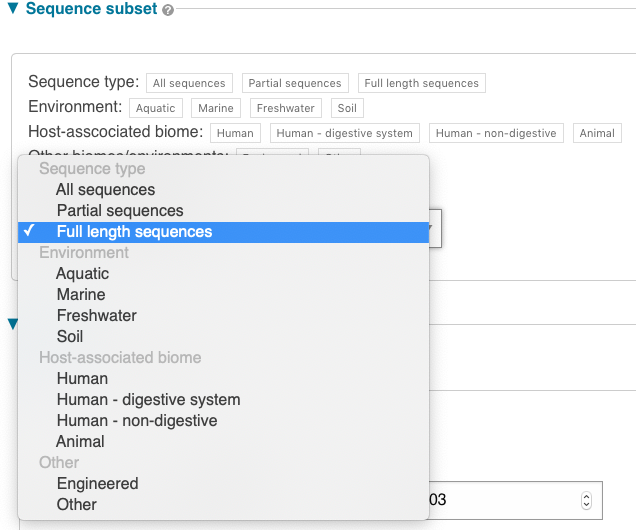 ▼ Sequence subset ?
Sequence type: All sequences Partial sequences Full length sequences
Environment: Aquatic Marine Freshwater Soil
Host-asscociated biome: Human Human - digestive system Human - non-digestive Animal
Other biomes/environments:
Sequence type
All sequences
Partial sequences
✓ Full length sequences
Environment
Aquatic
Marine
Freshwater
Soil
Host-associated biome
Human
Human - digestive system
Human - non-digestive
Animal
Other
Engineered
Other
03